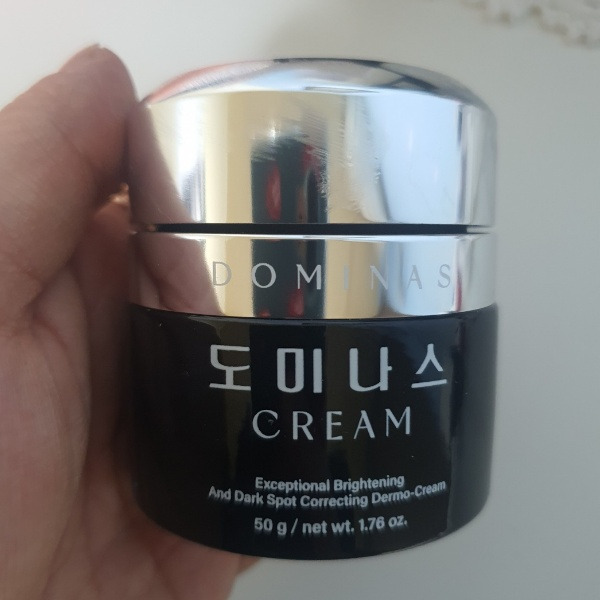 DOMINAS
도미나스
CREAM
Exceptional Brightening
And Dark Spot Correcting Dermo-Cream
50 g / net wt. 1.76 oz.